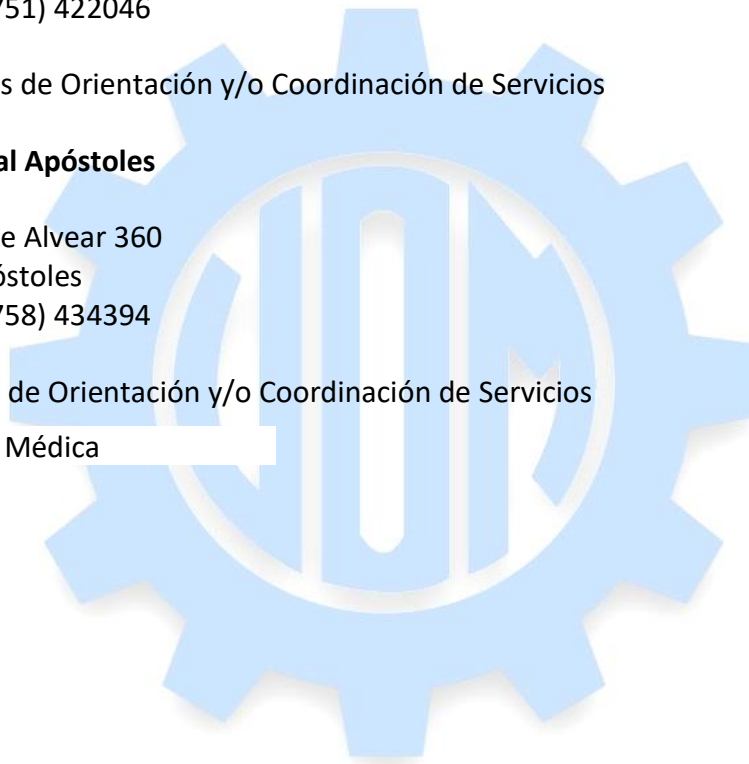 751) 422046
s de Orientación y/o Coordinación de Servicios
al Apóstoles
e Alvear 360
óstoles
758) 434394
de Orientación y/o Coordinación de Servicios
Médica
UOM